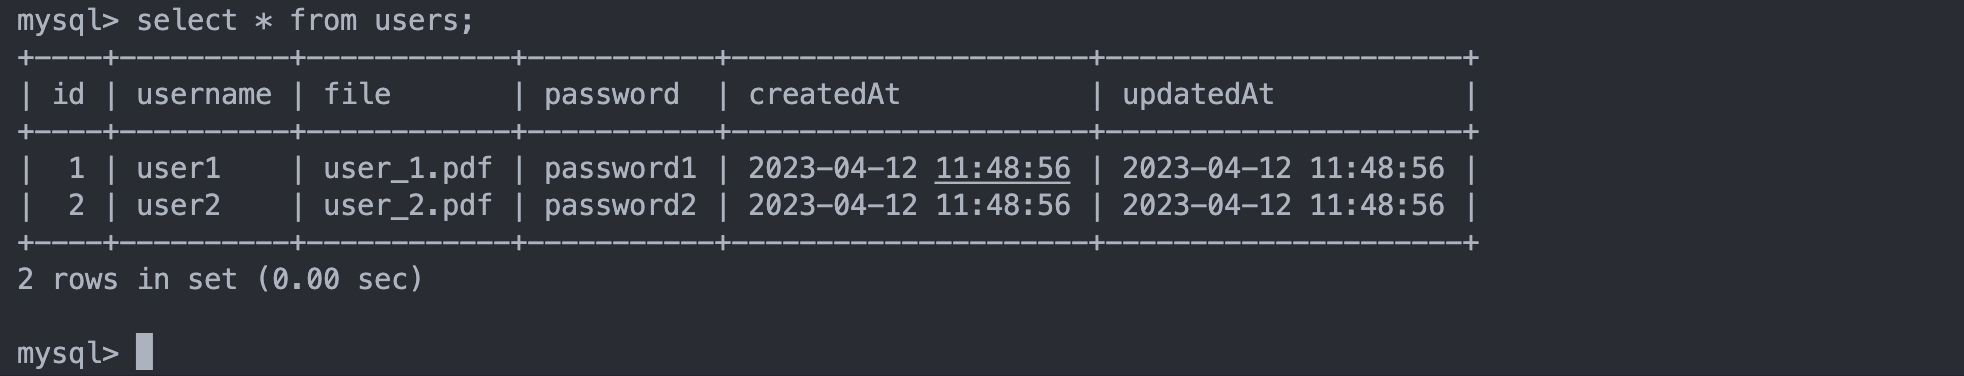 mysql> select * from users;
+----+----------+------------+-----------+---------------------+---------------------+
| id | username | file       | password  | createdAt           | updatedAt           |
+----+----------+------------+-----------+---------------------+---------------------+
|  1 | user1    | user_1.pdf | password1 | 2023-04-12 11:48:56 | 2023-04-12 11:48:56 |
|  2 | user2    | user_2.pdf | password2 | 2023-04-12 11:48:56 | 2023-04-12 11:48:56 |
+----+----------+------------+-----------+---------------------+---------------------+
2 rows in set (0.00 sec)
mysql>